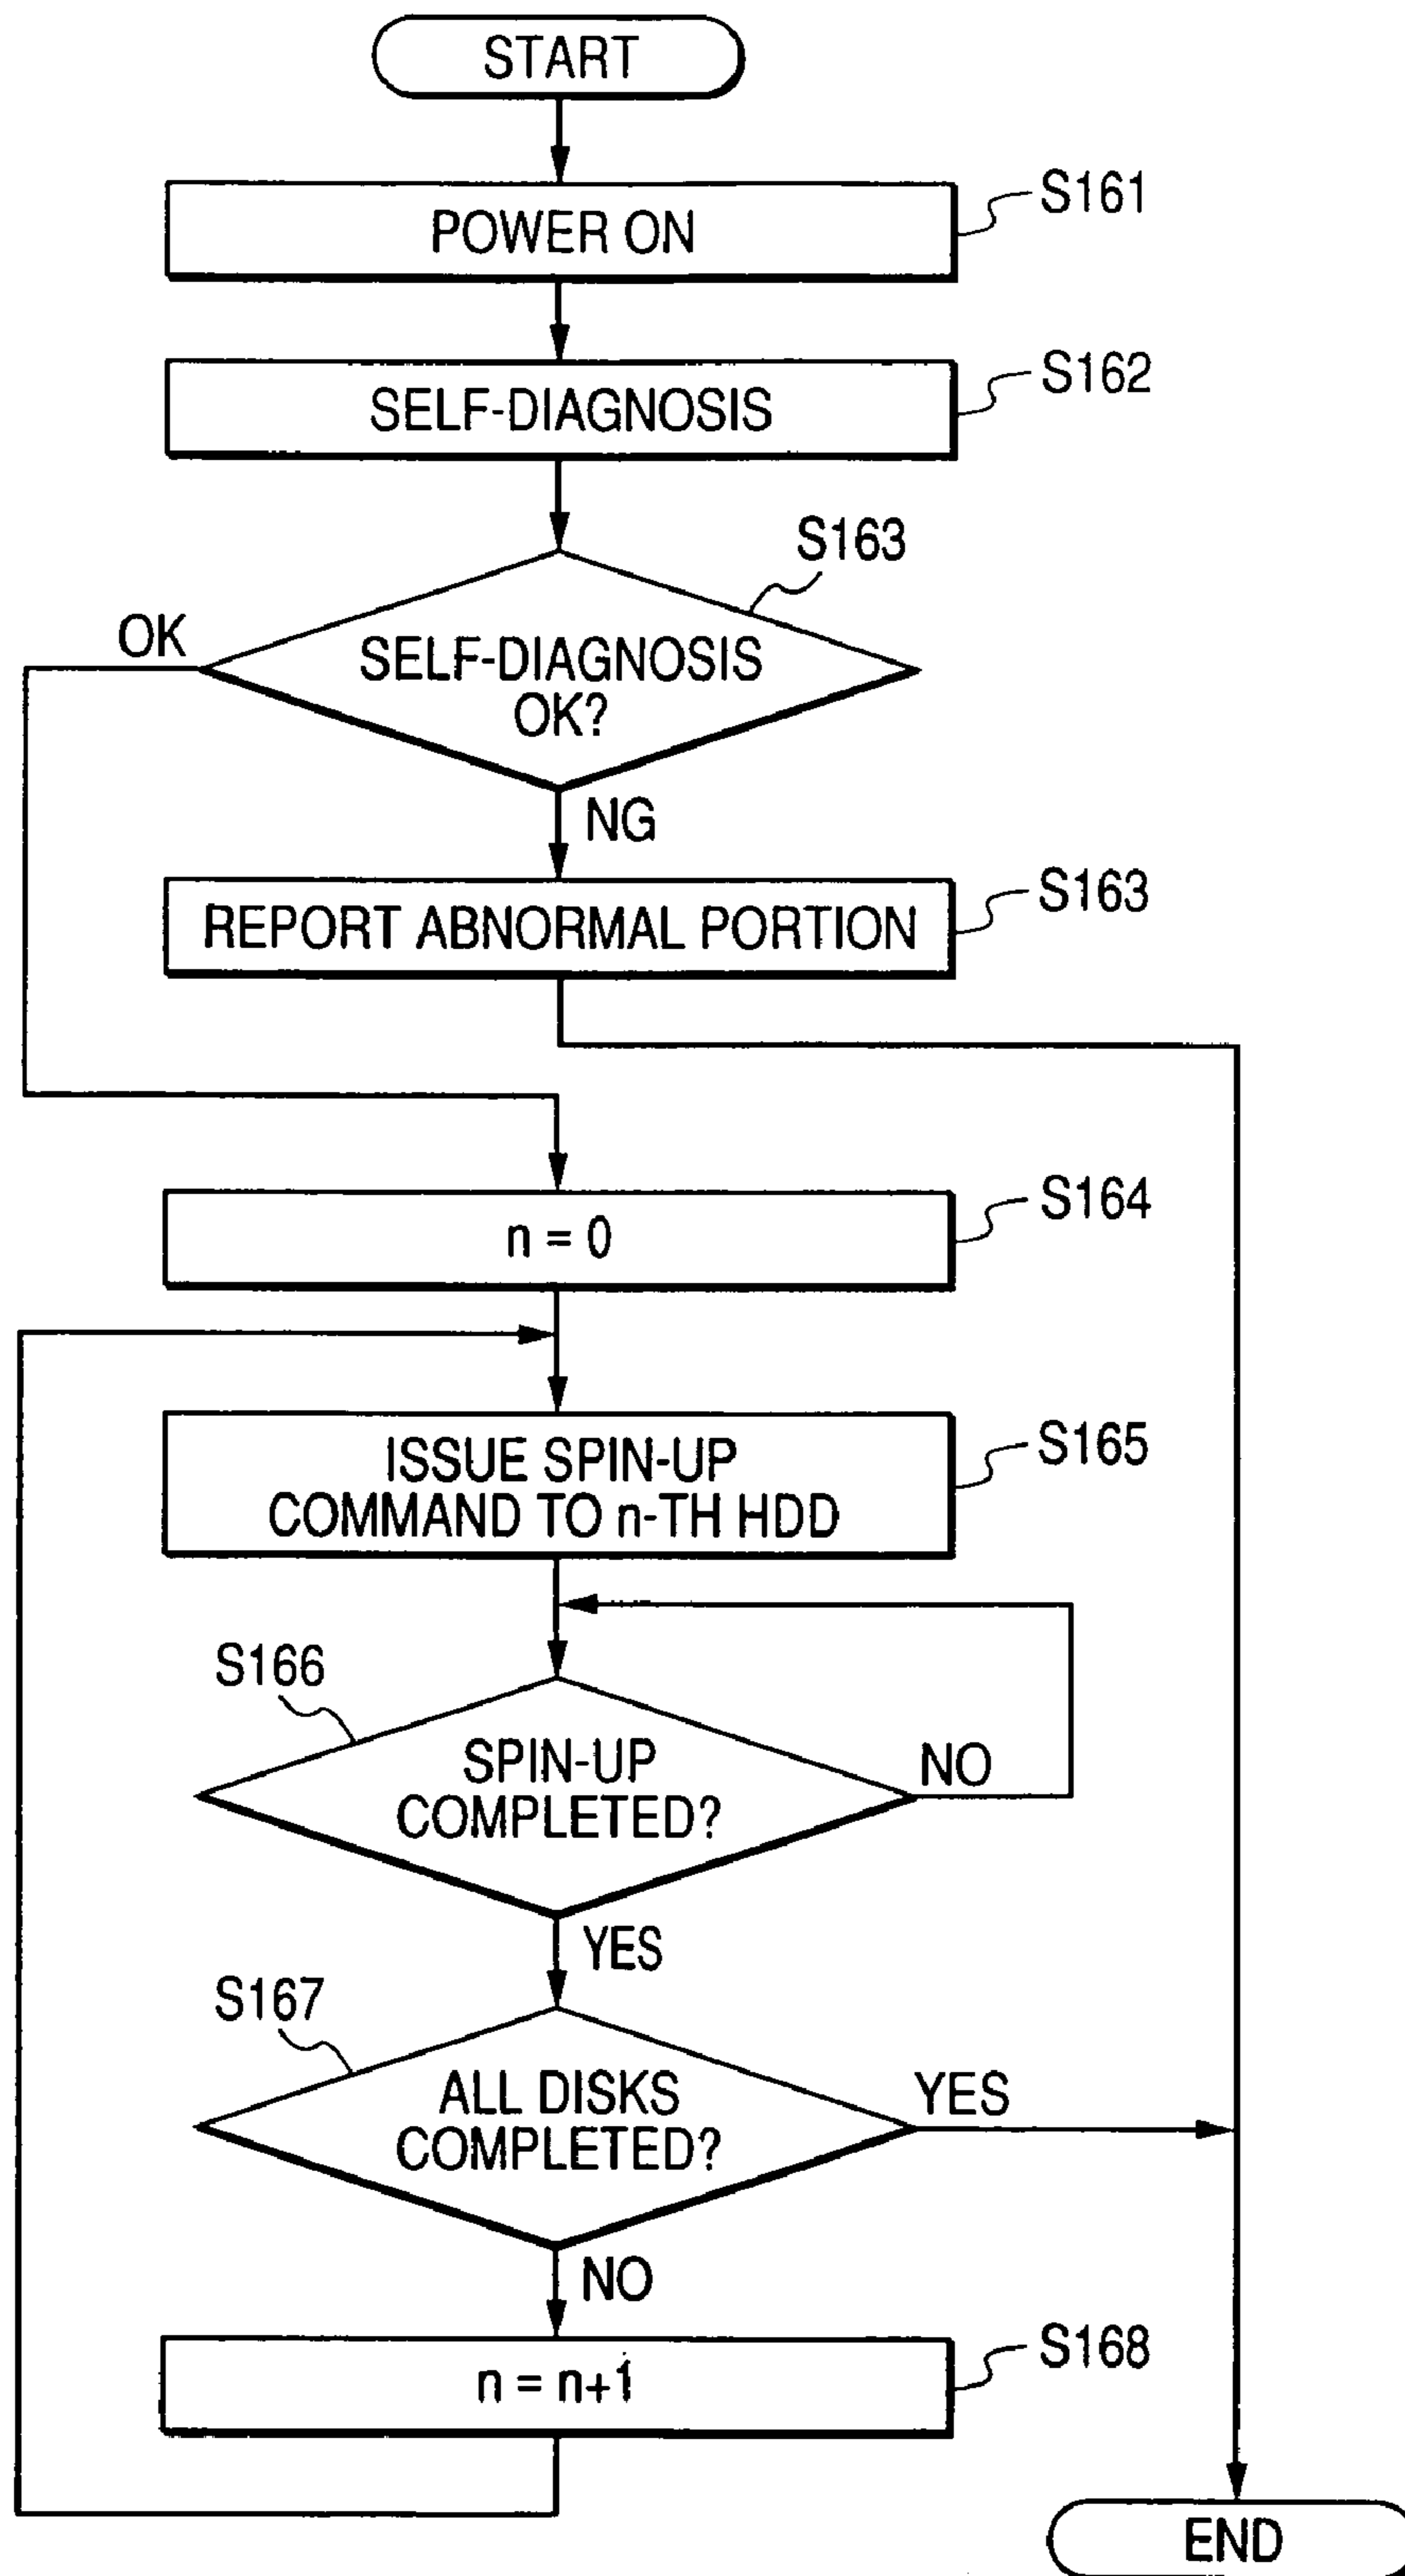 START
POWER ON
S161
SELF-DIAGNOSIS
S162
S163
OK
SELF-DIAGNOSIS
OK?
NG
REPORT ABNORMAL PORTION
S163
n = 0
S164
ISSUE SPIN-UP
COMMAND TO n-TH HDD
S165
S166
SPIN-UP
COMPLETED?
NO
YES
S167
ALL DISKS
COMPLETED?
YES
NO
n = n+1
S168
END